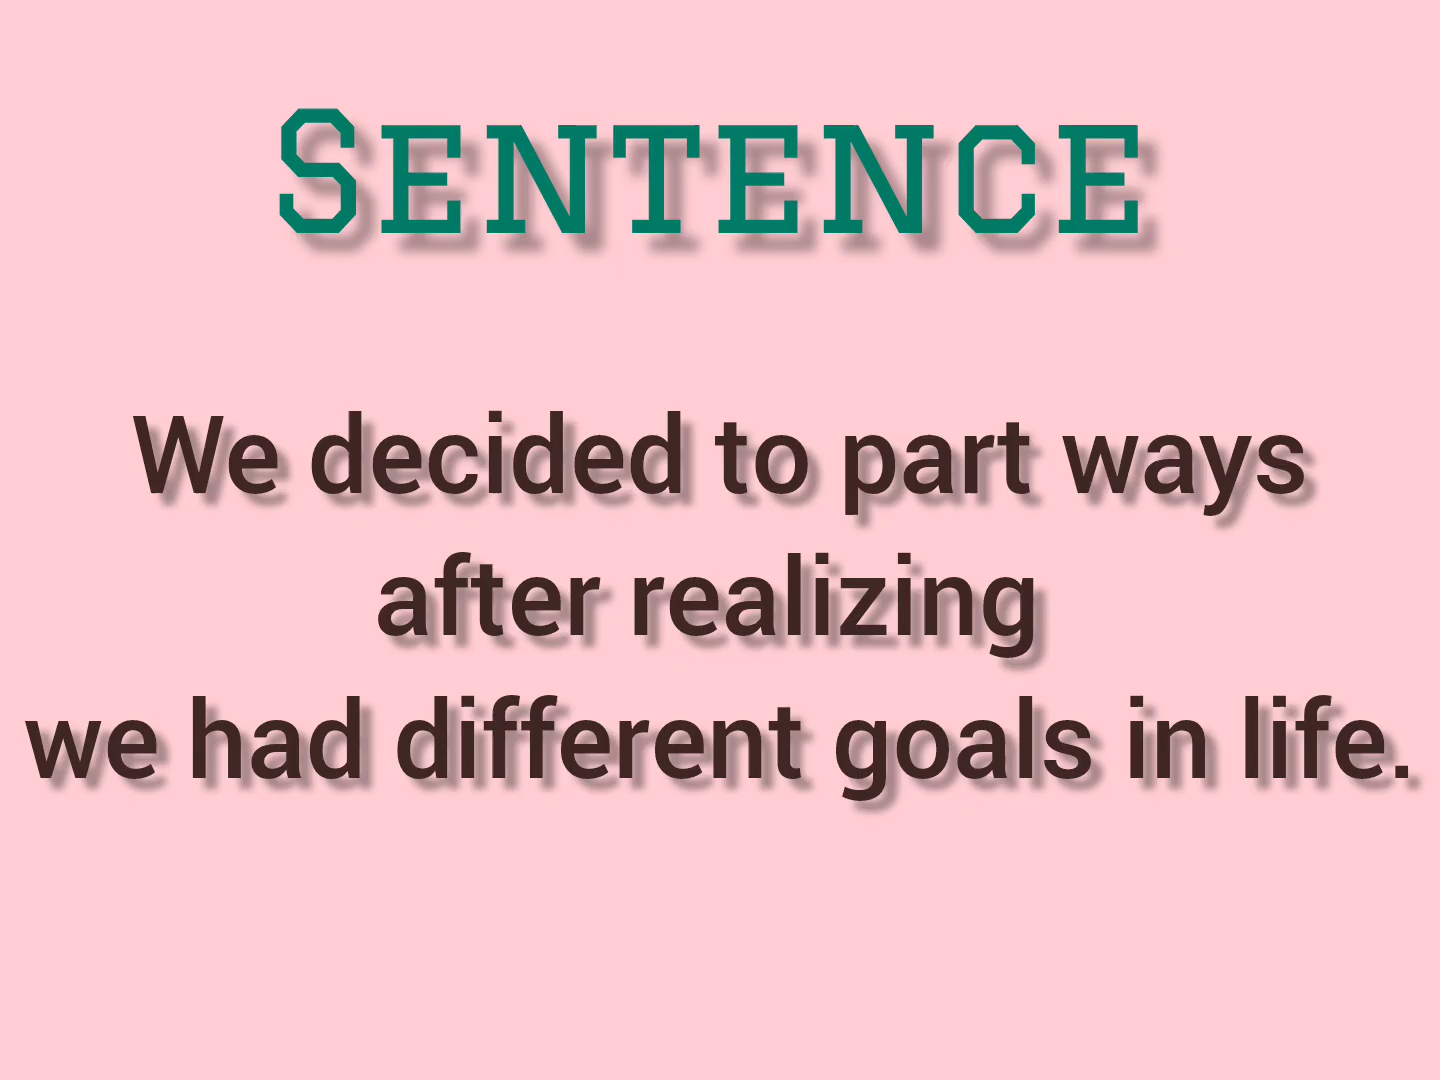 SENTENCE
We decided to part ways
after realizing
we had different goals in life.